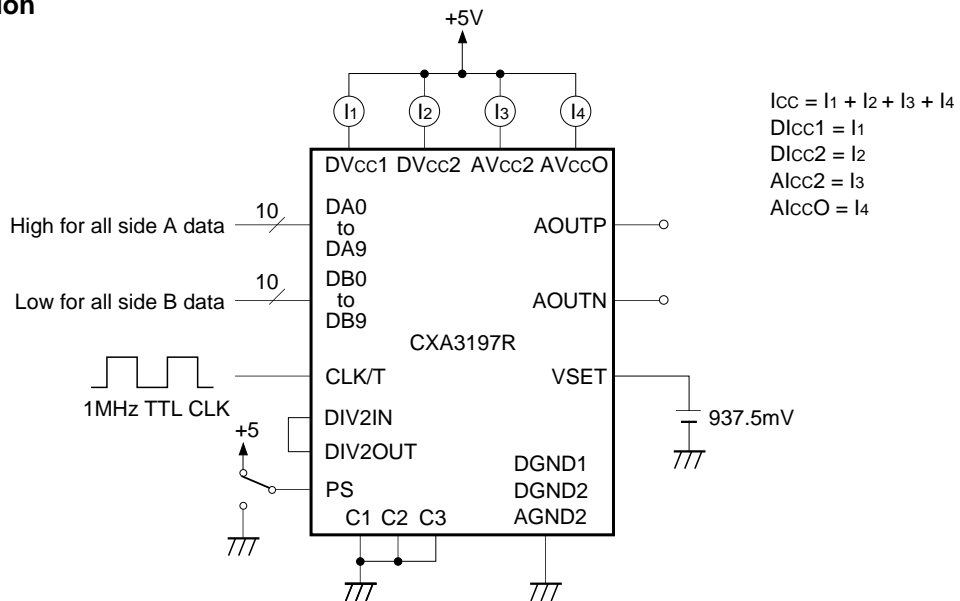 ion
+5V
I1 I2 I3 I4
ICC = I1 + I2 + I3 + I4
DICC1 = I1
DICC2 = I2
AICC2 = I3
AICCO = I4
DVCC1 DVCC2 AVCC2 AVCCO
High for all side A data
10
DA0
to
DA9
AOUTP
Low for all side B data
10
DB0
to
DB9
AOUTN
CXA3197R
CLK/T
VSET
1MHz TTL CLK
DIV2IN
937.5mV
+5
DIV2OUT
DGND1
PS
DGND2
C1 C2 C3
AGND2